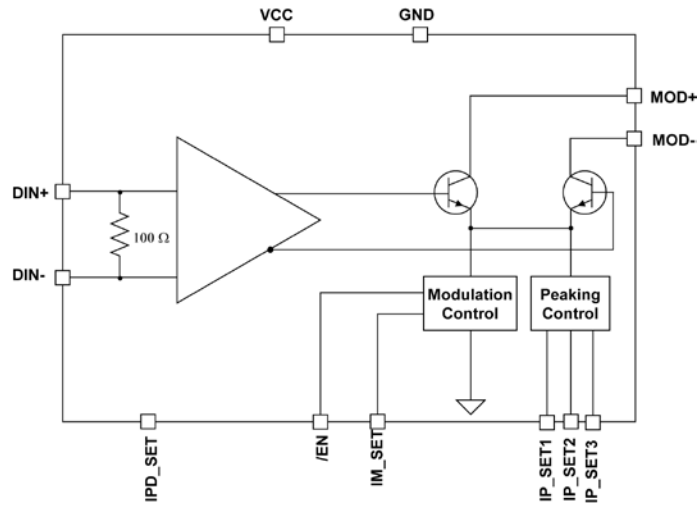 VCC
GND
MOD+
MOD-
DIN+
100 Ω
DIN-
Modulation
Control
Peaking
Control
IPD_SET
/EN
IM_SET
IP_SET1
IP_SET2
IP_SET3